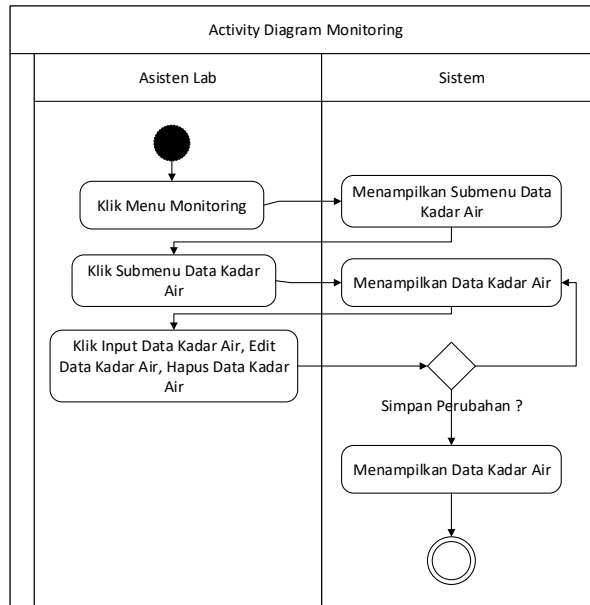 Activity Diagram Monitoring
Asisten Lab
Sistem
Klik Menu Monitoring
Menampilkan Submenu Data
Kadar Air
Klik Submenu Data Kadar
Air
Menampilkan Data Kadar Air
Klik Input Data Kadar Air, Edit
Data Kadar Air, Hapus Data Kadar
Air
Simpan Perubahan ?
Menampilkan Data Kadar Air